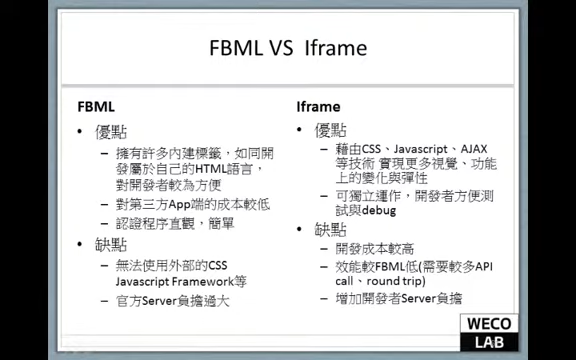 FBML VS Iframe
FBML
• 優點
– 擁有許多內建標籤，如同開
發屬於自己的HTML語言，
對開發者較為方便
– 對第三方App端的成本較低
– 認證程序直觀，簡單
• 缺點
– 無法使用外部的CSS
Javascript Framework等
– 官方Server負擔過大
Iframe
• 優點
– 藉由CSS、Javascript、AJAX
等技術 實現更多視覺、功能
上的變化與彈性
– 可獨立運作，開發者方便測
試與debug
• 缺點
– 開發成本較高
– 效能較FBML低(需要較多API
call、round trip)
– 增加開發者Server負擔
WECO
LAB